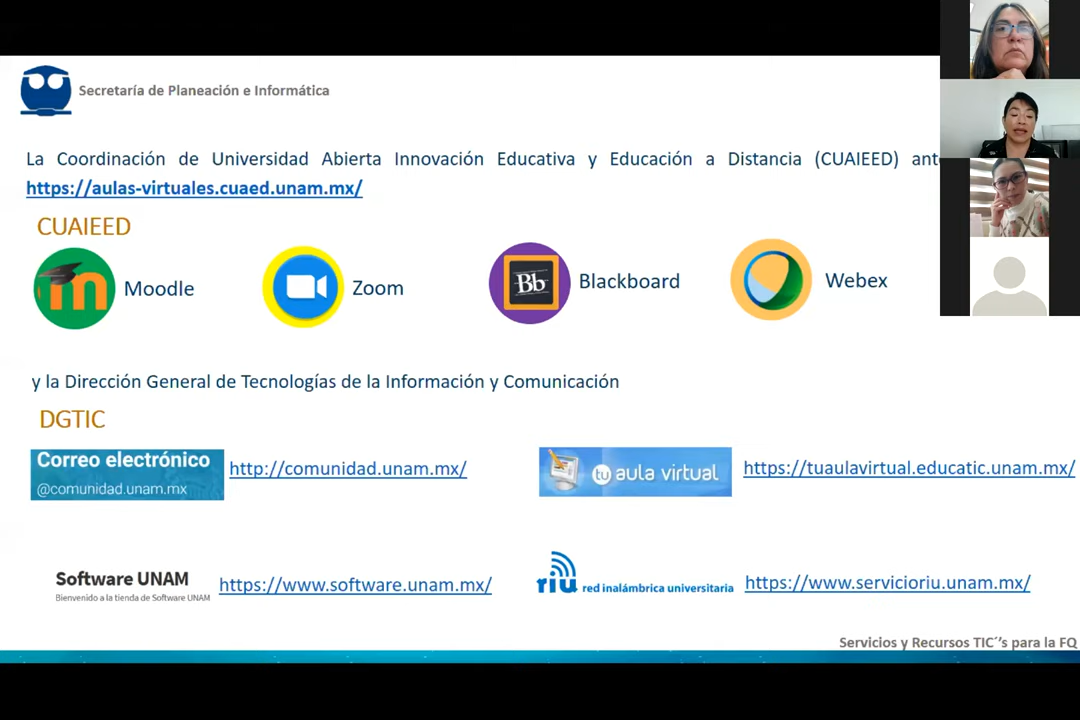 Secretaría de Planeación e Informática
La Coordinación de Universidad Abierta Innovación Educativa y Educación a Distancia (CUAIEED)
https://aulas-virtuales.cuaed.unam.mx/
CUAIEED
m
Moodle
Zoom
Bb
Blackboard
Webex
y la Dirección General de Tecnologías de la Información y Comunicación
DGTIC
Correo electrónico
@comunidad.unam.mx
http://comunidad.unam.mx/
tu aula virtual
https://tuaulavirtual.educatic.unam.mx/
Software UNAM
Bienvenido a la tienda de Software UNAM
https://www.software.unam.mx/
riu red inalámbrica universitaria
https://www.servicioriu.unam.mx/
Servicios y Recursos TIC´'s para la FQ